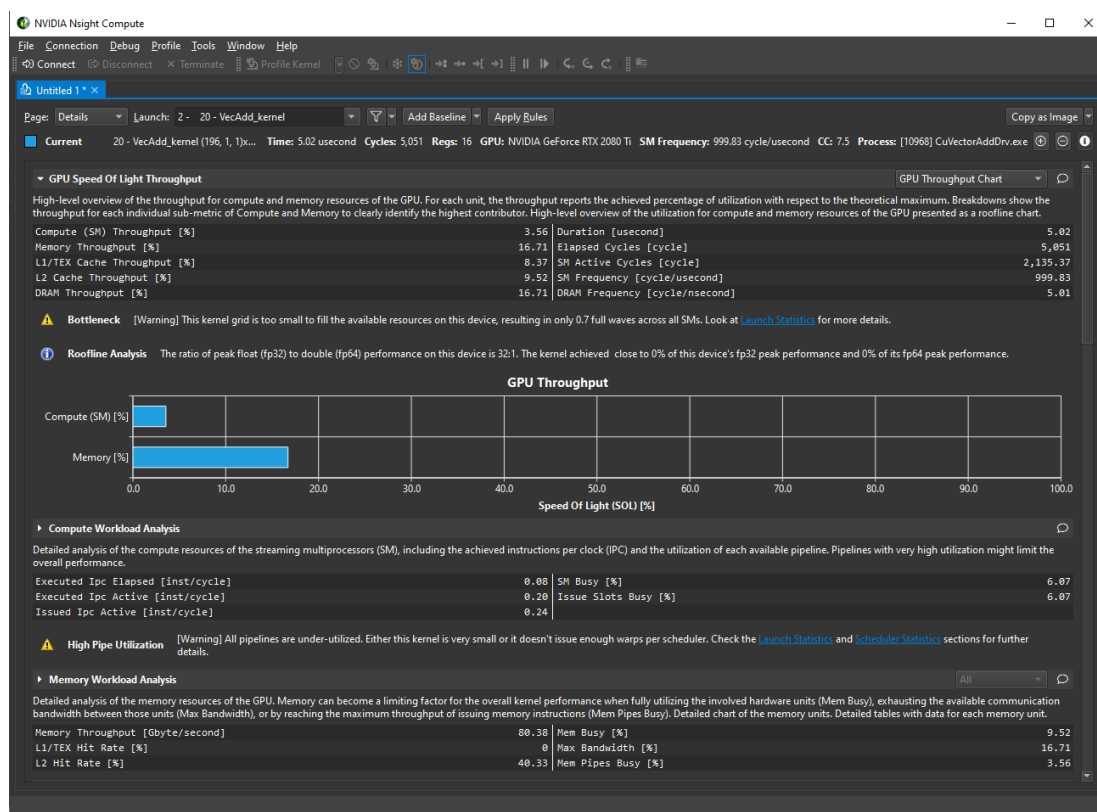 NVIDIA Nsight Compute
File Connection Debug Profile Tools Window Help
Connect Disconnect Terminate Profile Kernel
Untitled 1 *
Page: Details Launch: 2 - 20 - VecAdd_kernel Add Baseline Apply Rules Copy as Image
Current 20 - VecAdd_kernel (196, 1, 1)x... Time: 5.02 usecond Cycles: 5,051 Regs: 16 GPU: NVIDIA GeForce RTX 2080 Ti SM Frequency: 999.83 cycle/usecond CC: 7.5 Process: [10968] CuVectorAddDrv.exe
GPU Speed Of Light Throughput GPU Throughput Chart
High-level overview of the throughput for compute and memory resources of the GPU. For each unit, the throughput reports the achieved percentage of utilization with respect to the theoretical maximum. Breakdowns show the
throughput for each individual sub-metric of Compute and Memory to clearly identify the highest contributor. High-level overview of the utilization for compute and memory resources of the GPU presented as a roofline chart.
Compute (SM) Throughput [%] 3.56 Duration [usecond] 5.02
Memory Throughput [%] 16.71 Elapsed Cycles [cycle] 5,051
L1/TEX Cache Throughput [%] 8.37 SM Active Cycles [cycle] 2,135.37
L2 Cache Throughput [%] 9.52 SM Frequency [cycle/usecond] 999.83
DRAM Throughput [%] 16.71 DRAM Frequency [cycle/nsecond] 5.01
Bottleneck [Warning] This kernel grid is too small to fill the available resources on this device, resulting in only 0.7 full waves across all SMs. Look at Launch Statistics for more details.
Roofline Analysis The ratio of peak float (fp32) to double (fp64) performance on this device is 32:1. The kernel achieved close to 0% of this device's fp32 peak performance and 0% of its fp64 peak performance.
GPU Throughput
Compute (SM) [%]
Memory [%]
0.0 10.0 20.0 30.0 40.0 50.0 60.0 70.0 80.0 90.0 100.0
Speed Of Light (SOL) [%]
Compute Workload Analysis
Detailed analysis of the compute resources of the streaming multiprocessors (SM), including the achieved instructions per clock (IPC) and the utilization of each available pipeline. Pipelines with very high utilization might limit the
overall performance.
Executed Ipc Elapsed [inst/cycle] 0.08 SM Busy [%] 6.07
Executed Ipc Active [inst/cycle] 0.20 Issue Slots Busy [%] 6.07
Issued Ipc Active [inst/cycle] 0.24
High Pipe Utilization [Warning] All pipelines are under-utilized. Either this kernel is very small or it doesn't issue enough warps per scheduler. Check the Launch Statistics and Scheduler Statistics sections for further
details.
Memory Workload Analysis All
Detailed analysis of the memory resources of the GPU. Memory can become a limiting factor for the overall kernel performance when fully utilizing the involved hardware units (Mem Busy), exhausting the available communication
bandwidth between those units (Max Bandwidth), or by reaching the maximum throughput of issuing memory instructions (Mem Pipes Busy). Detailed chart of the memory units. Detailed tables with data for each memory unit.
Memory Throughput [Gbyte/second] 80.38 Mem Busy [%] 9.52
L1/TEX Hit Rate [%] 0 Max Bandwidth [%] 16.71
L2 Hit Rate [%] 40.33 Mem Pipes Busy [%] 3.56